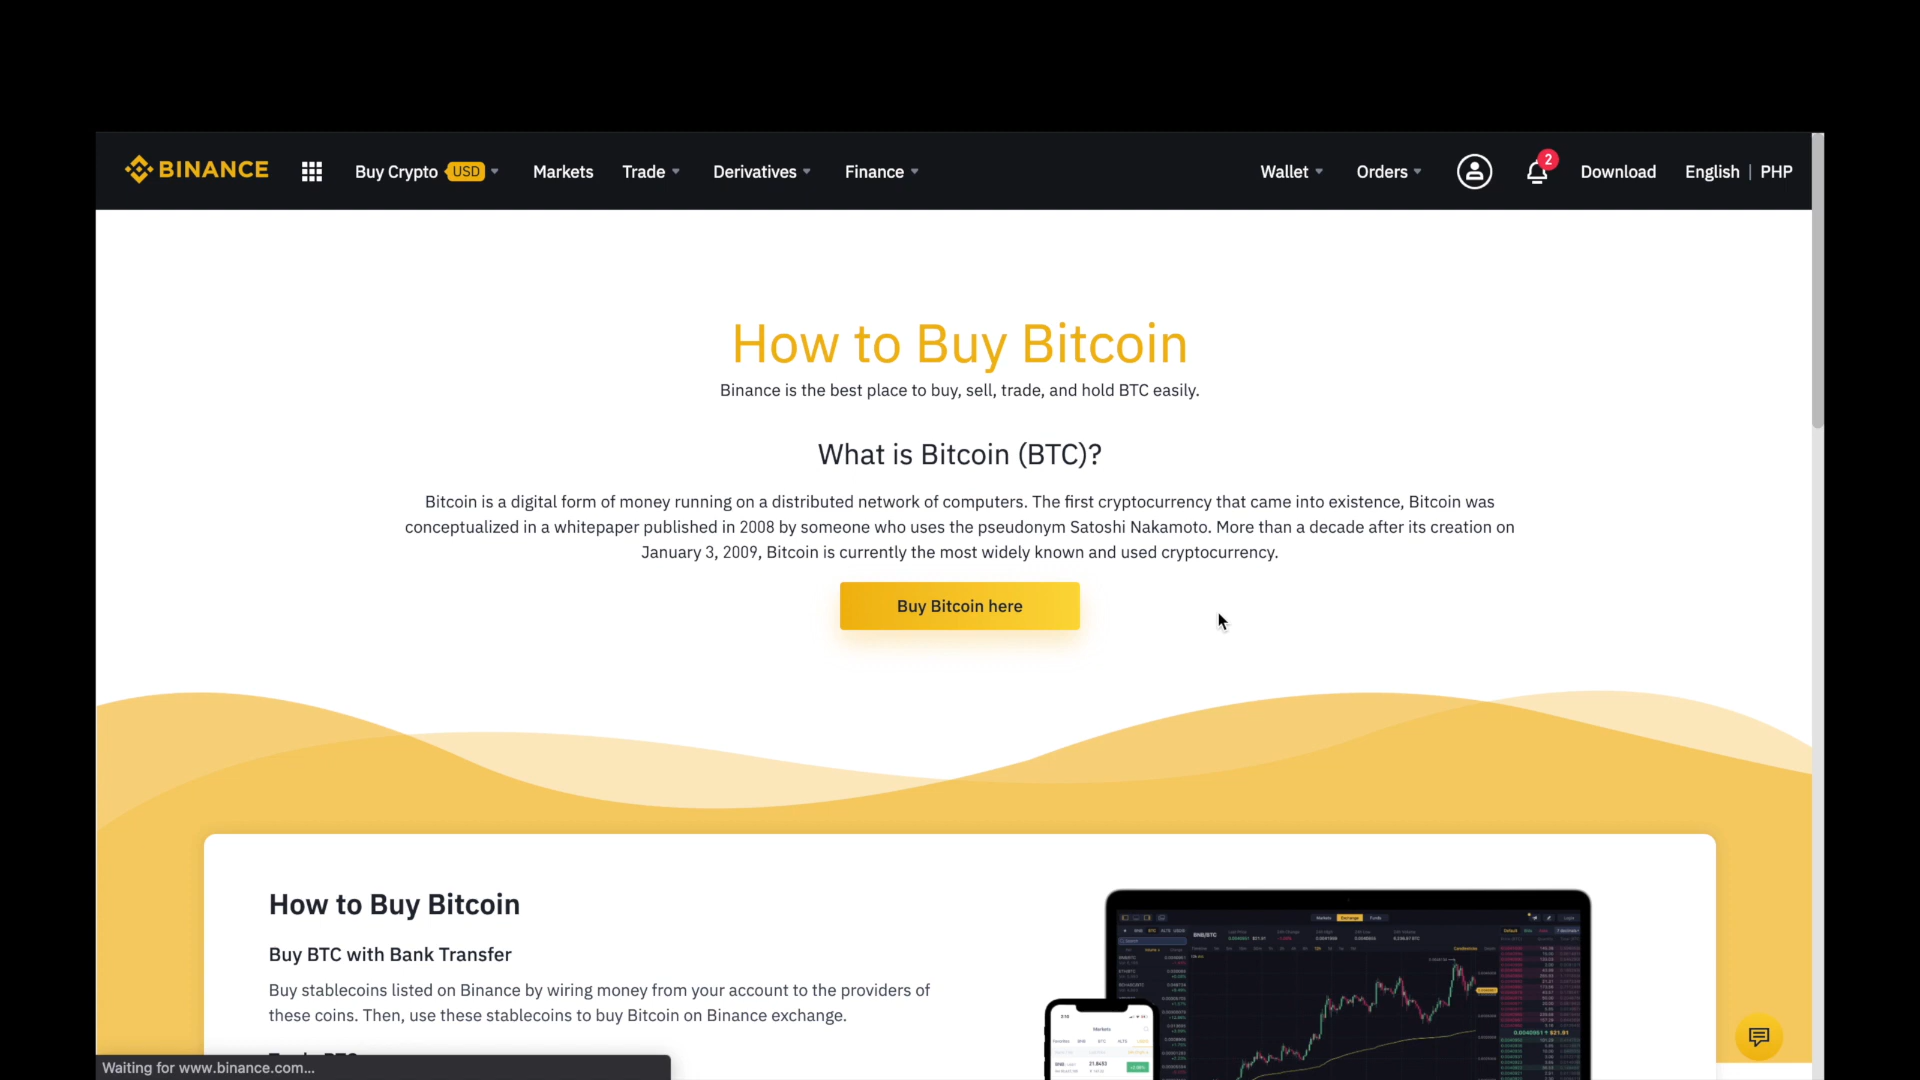 BINANCE
Buy Crypto USD
Markets
Trade
Derivatives
Finance
Wallet
Orders
2
Download
English | PHP
How to Buy Bitcoin
Binance is the best place to buy, sell, trade, and hold BTC easily.
What is Bitcoin (BTC)?
Bitcoin is a digital form of money running on a distributed network of computers. The first cryptocurrency that came into existence, Bitcoin was
conceptualized in a whitepaper published in 2008 by someone who uses the pseudonym Satoshi Nakamoto. More than a decade after its creation on
January 3, 2009, Bitcoin is currently the most widely known and used cryptocurrency.
Buy Bitcoin here
How to Buy Bitcoin
Buy BTC with Bank Transfer
Buy stablecoins listed on Binance by wiring money from your account to the providers of
these coins. Then, use these stablecoins to buy Bitcoin on Binance exchange.
Markets
Exchange
Funds
BNB/BTC
Markets
Waiting for www.binance.com...